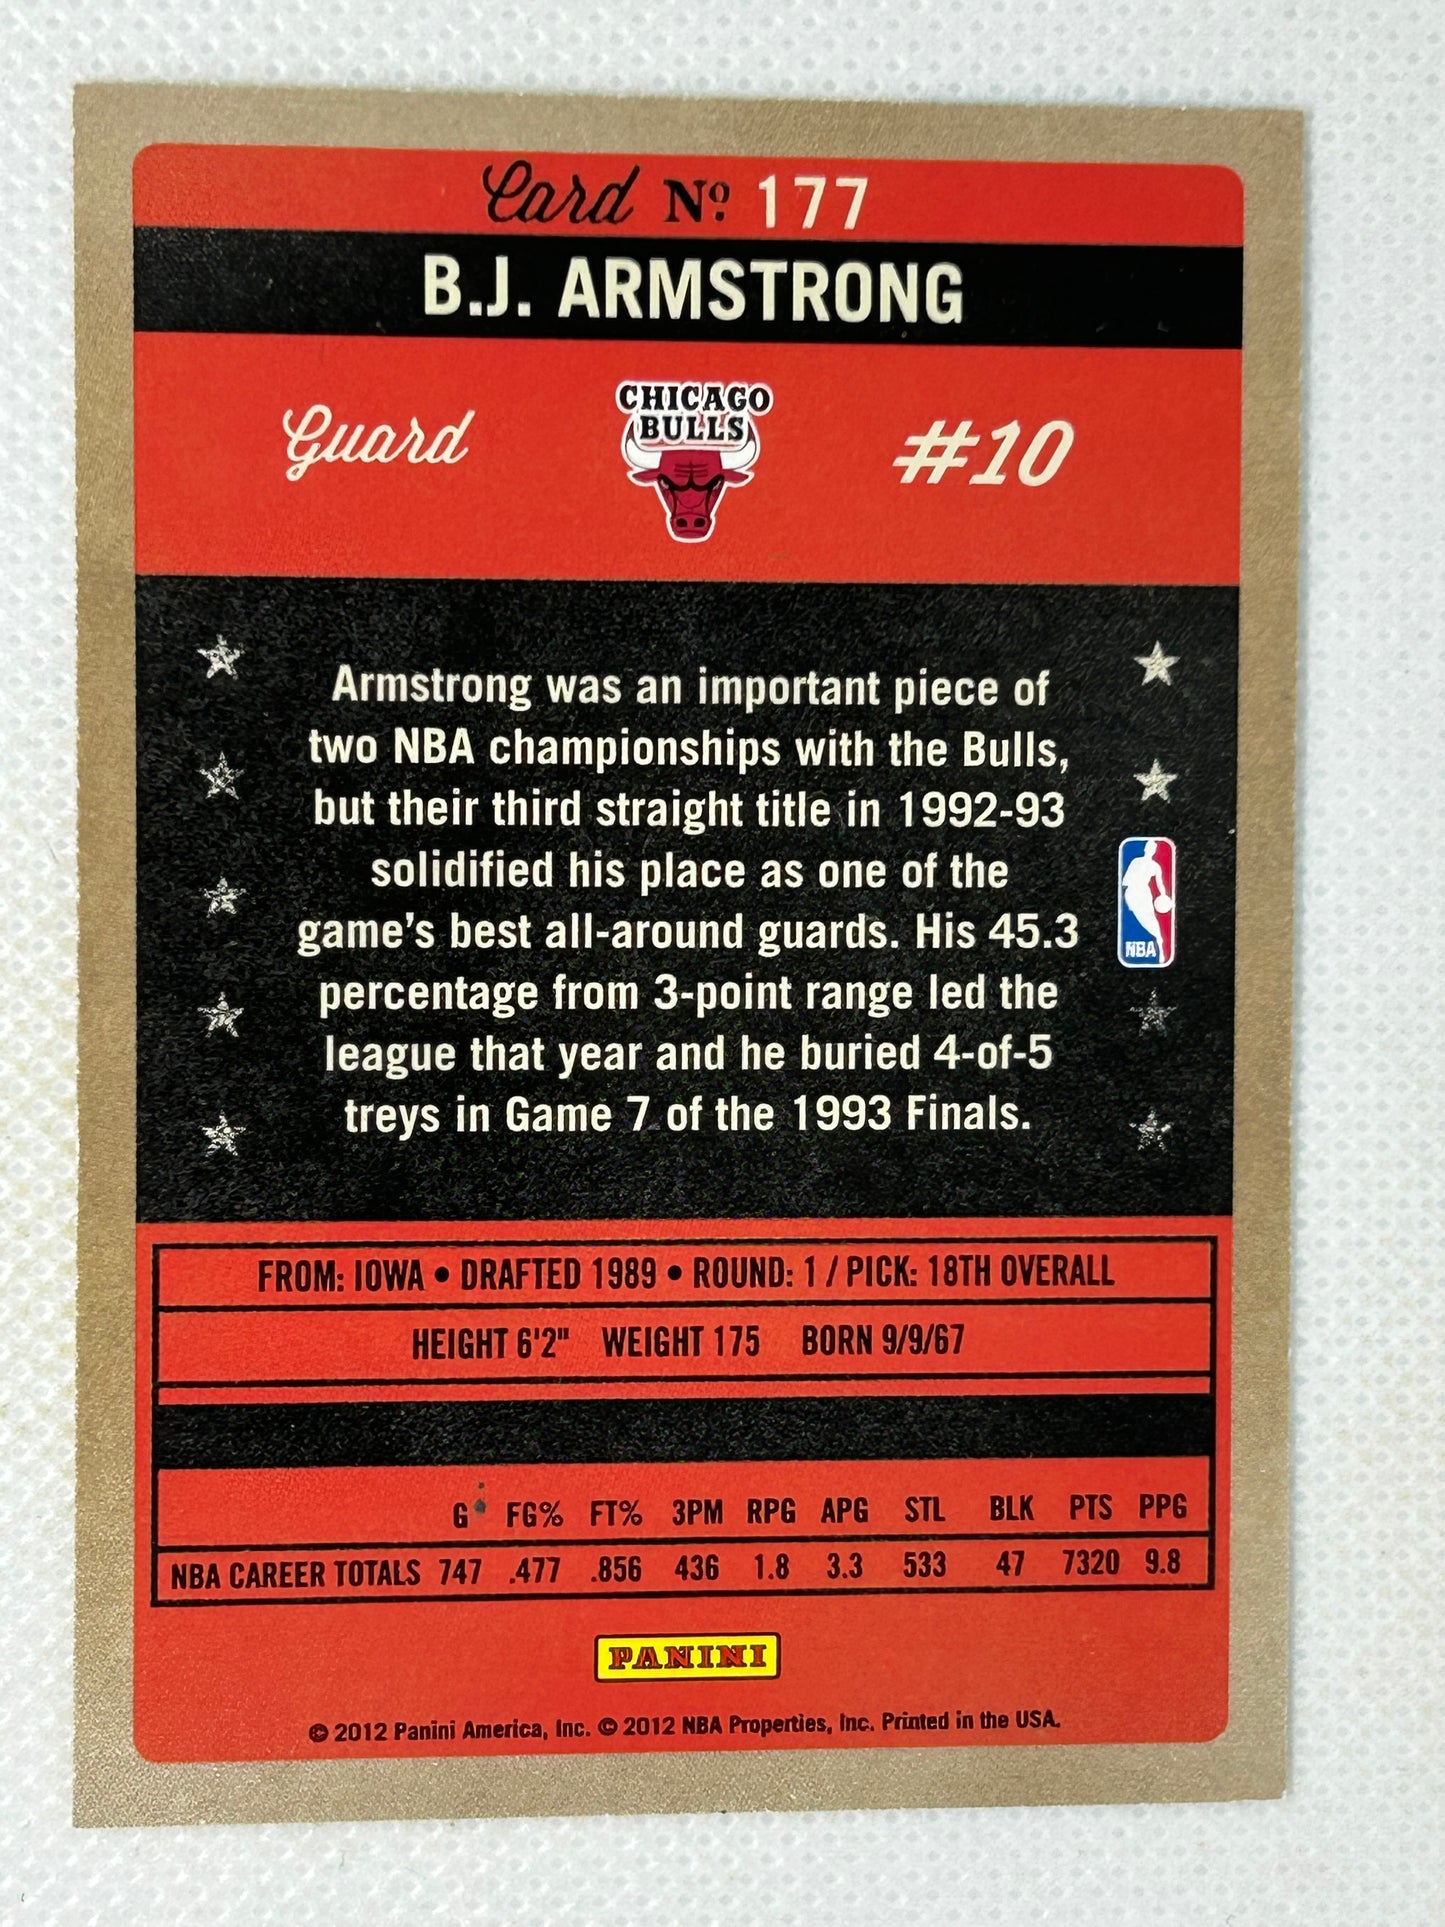 Card Nº. 177
B.J. ARMSTRONG
Guard
CHICAGO
BULLS
#10
Armstrong was an important piece of
two NBA championships with the Bulls,
but their third straight title in 1992-93
solidified his place as one of the
game's best all-around guards. His 45.3
percentage from 3-point range led the
league that year and he buried 4-of-5
treys in Game 7 of the 1993 Finals.
NBA
FROM: IOWA • DRAFTED 1989 • ROUND: 1 / PICK: 18TH OVERALL
HEIGHT 6'2" WEIGHT 175 BORN 9/9/67
G FG% FT% 3PM RPG APG STL BLK PTS PPG
NBA CAREER TOTALS 747 .477 .856 436 1.8 3.3 533 47 7320 9.8
PANINI
© 2012 Panini America, Inc. © 2012 NBA Properties, Inc. Printed in the USA.